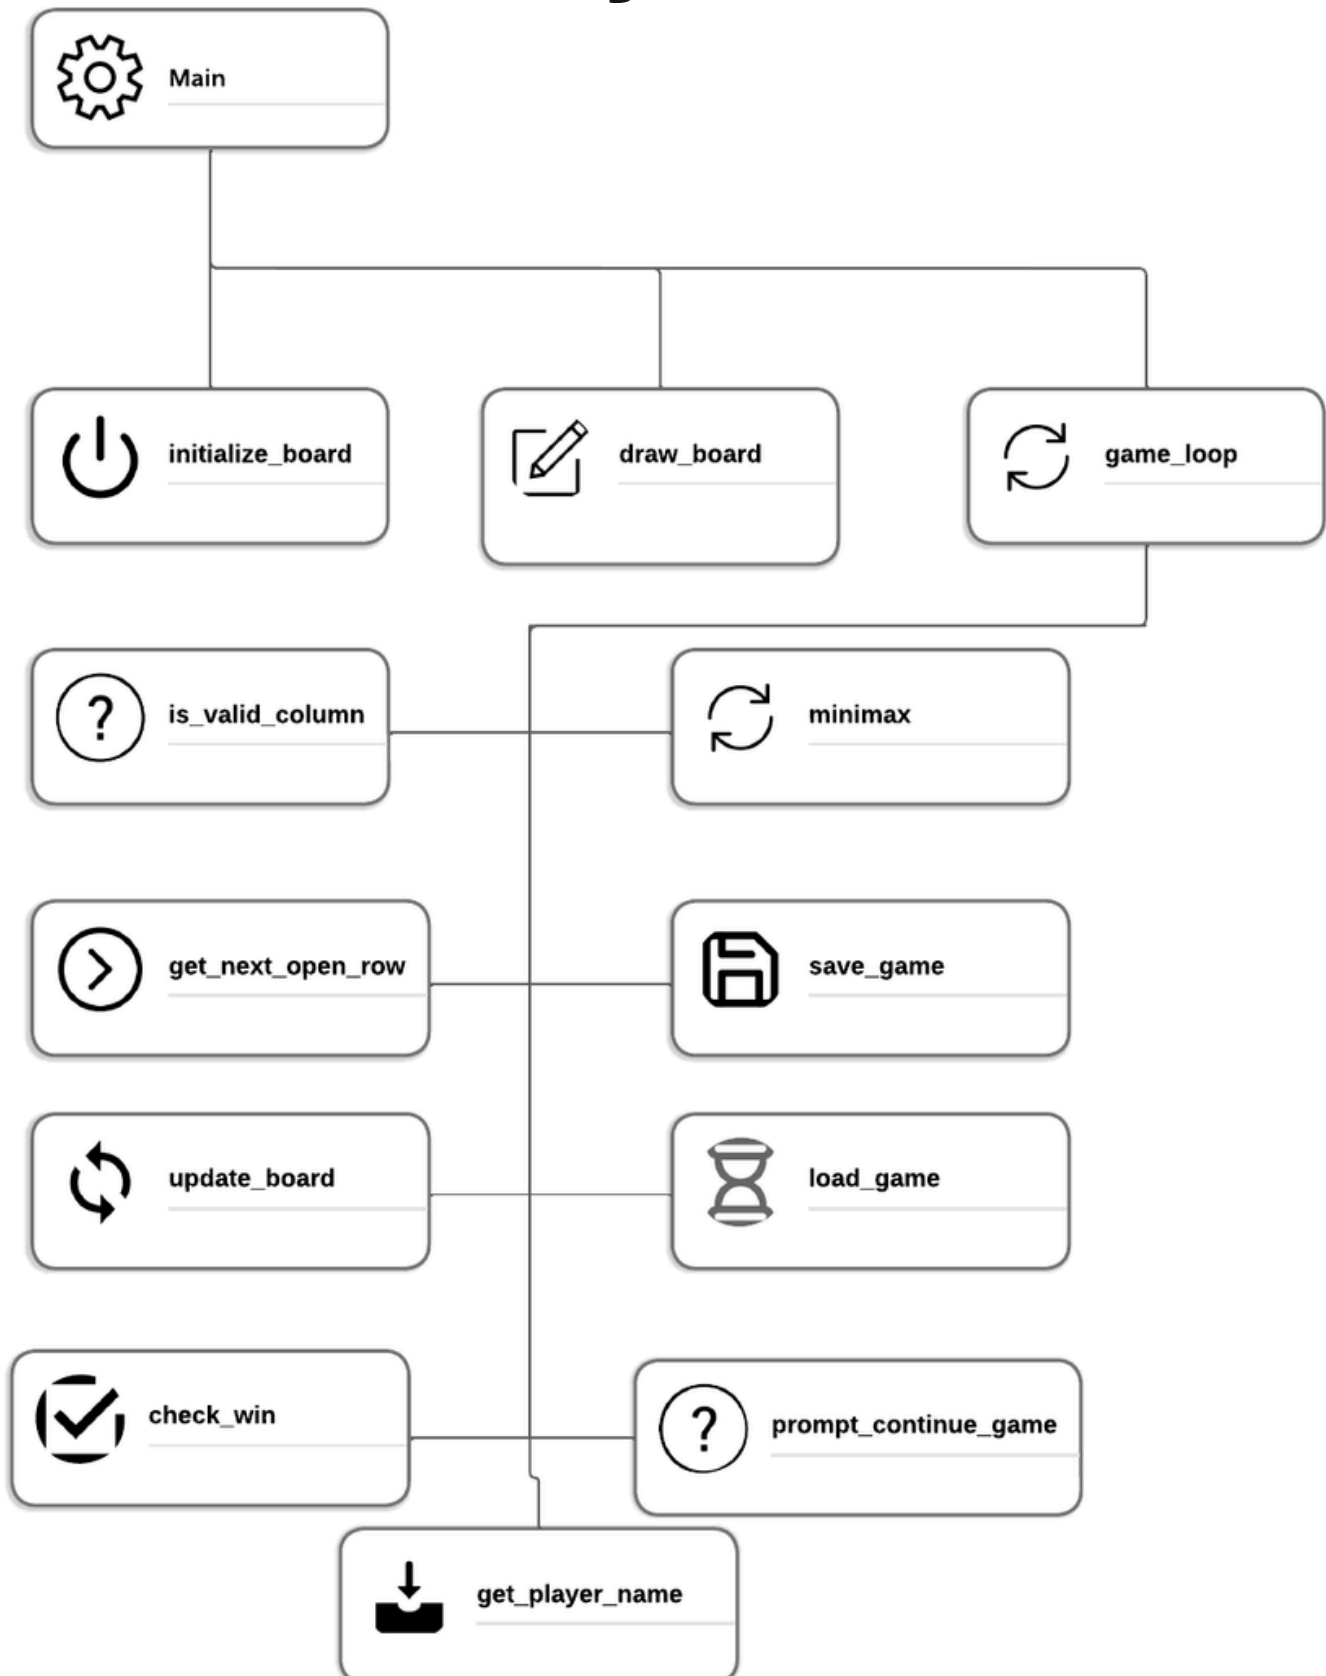 Main
initialize_board
draw_board
game_loop
is_valid_column
minimax
get_next_open_row
save_game
update_board
load_game
check_win
prompt_continue_game
get_player_name